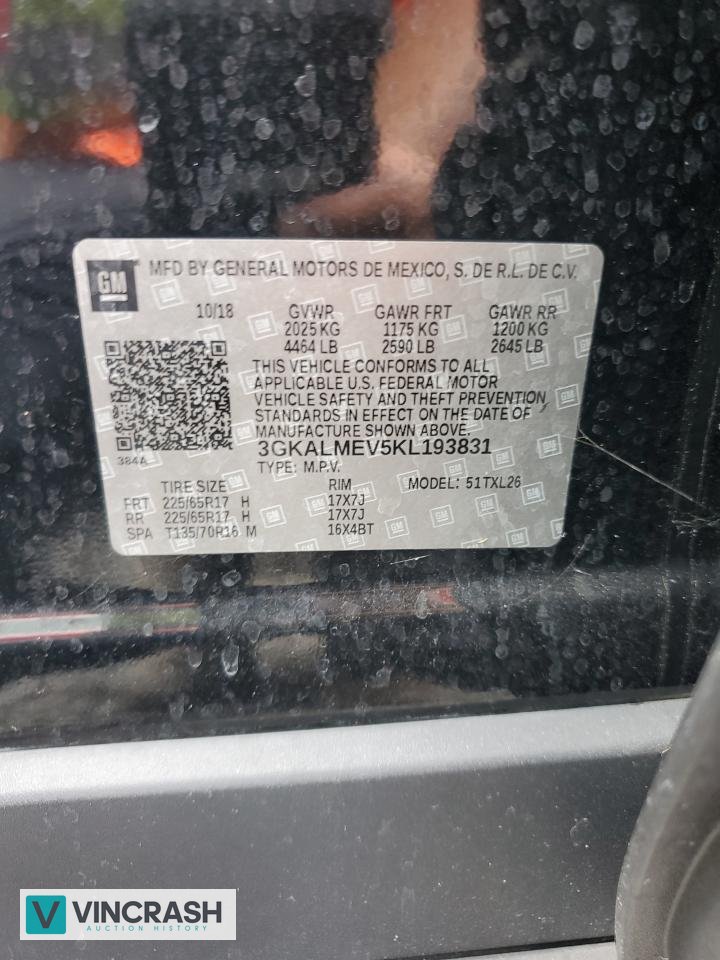 GM MFD BY GENERAL MOTORS DE MEXICO, S. DE R.L. DE C.V.
10/18 GVWR GAWR FRT GAWR RR
2025 KG 1175 KG 1200 KG
4464 LB 2590 LB 2645 LB
THIS VEHICLE CONFORMS TO ALL
APPLICABLE U.S. FEDERAL MOTOR
VEHICLE SAFETY AND THEFT PREVENTION
STANDARDS IN EFFECT ON THE DATE OF
MANUFACTURE SHOWN ABOVE.
384A 3GKALMEV5KL193831
TYPE: M.P.V.
TIRE SIZE RIM MODEL: 51TXL26
FRT 225/65R17 H 17X7J
RR 225/65R17 H 17X7J
SPA T135/70R16 M 16X4BT
V VINCRASH
AUCTION HISTORY